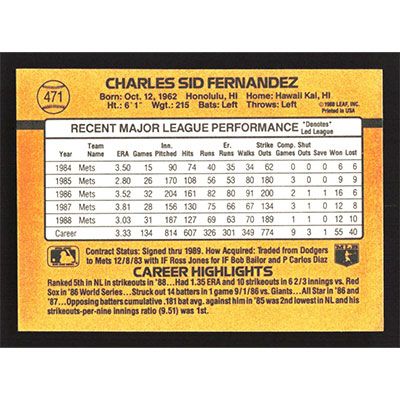 471
CHARLES SID FERNANDEZ
Born: Oct. 12, 1962 Honolulu, HI Home: Hawaii Kai, HI
Ht.: 6' 1" Wgt.: 215 Bats: Left Throws: Left
© 1988 LEAF, INC.
PRINTED IN USA
RECENT MAJOR LEAGUE PERFORMANCE *Denotes Led League
Year Team Name ERA Games Inn. Pitched Hits Runs Er. Runs Walks Strike Outs Comp. Games Shut Outs Save Won Lost
1984 Mets 3.50 15 90 74 40 35 34 62 0 0 0 6 6
1985 Mets 2.80 26 170 108 56 53 80 180 3 0 0 9 9
1986 Mets 3.52 32 204 161 82 80 91 200 2 1 1 16 6
1987 Mets 3.81 28 156 130 75 66 67 134 3 1 0 12 8
1988 Mets 3.03 31 187 127 69 63 70 189 1 1 0 12 10
Career 3.33 134 814 607 326 301 349 774 9 3 1 55 40
Contract Status: Signed thru 1989. How Acquired: Traded from Dodgers
to Mets 12/8/83 with IF Ross Jones for IF Bob Bailor and P Carlos Diaz
CAREER HIGHLIGHTS
Ranked 5th in NL in strikeouts in '88... Had 1.35 ERA and 10 strikeouts in 6 2/3 innings vs. Red
Sox in '86 World Series... Struck out 14 batters in 1 game 9/1/86 vs. Giants... All Star in '86 and
'87... Opposing batters cumulative .181 bat avg. against him in '85 was 2nd lowest in NL and his
strikeouts-per-nine innings ratio (9.51) was 1st.